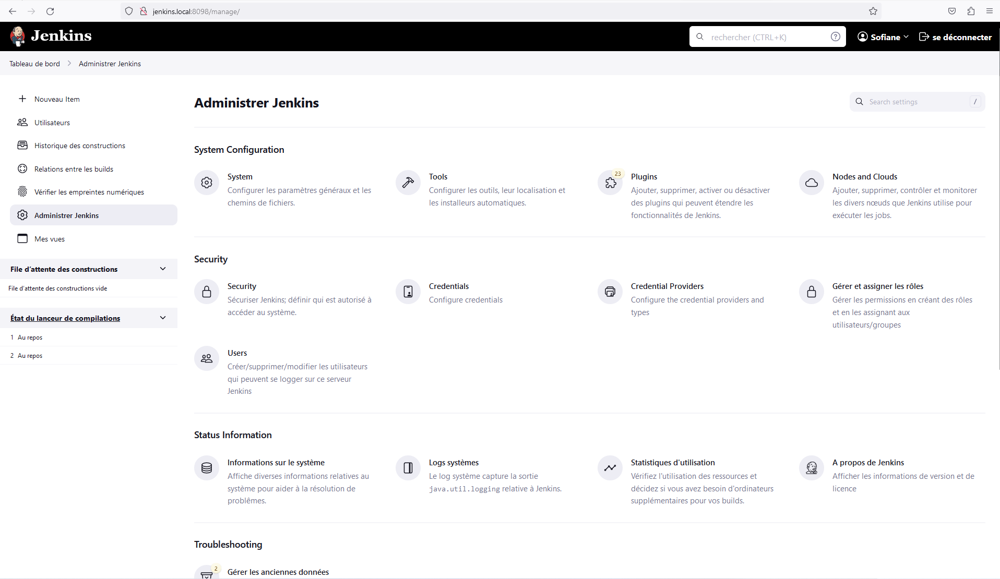 jenkins.local:8098/manage/
Jenkins
rechercher (CTRL+K)
?
Sofiane
se déconnecter
Tableau de bord
Administrer Jenkins
Nouveau Item
Utilisateurs
Historique des constructions
Relations entre les builds
Vérifier les empreintes numériques
Administrer Jenkins
Mes vues
File d'attente des constructions
File d'attente des constructions vide
État du lanceur de compilations
1 Au repos
2 Au repos
Administrer Jenkins
Search settings
/
System Configuration
System
Configurer les paramètres généraux et les
chemins de fichiers.
Tools
Configurer les outils, leur localisation et
les installeurs automatiques.
23
Plugins
Ajouter, supprimer, activer ou désactiver
des plugins qui peuvent étendre les
fonctionnalités de Jenkins.
Nodes and Clouds
Ajouter, supprimer, contrôler et monitorer
les divers nœuds que Jenkins utilise pour
exécuter les jobs.
Security
Security
Sécuriser Jenkins; définir qui est autorisé à
accéder au système.
Credentials
Configure credentials
Credential Providers
Configure the credential providers and
types
Gérer et assigner les rôles
Gérer les permissions en créant des rôles
et en les assignant aux
utilisateurs/groupes
Users
Créer/supprimer/modifier les utilisateurs
qui peuvent se logger sur ce serveur
Jenkins
Status Information
Informations sur le système
Affiche diverses informations relatives au
système pour aider à la résolution de
problêmes.
Logs systèmes
Le log système capture la sortie
java.util.logging relative à Jenkins.
Statistiques d'utilisation
Vérifiez l'utilisation des ressources et
décidez si vous avez besoin d'ordinateurs
supplémentaires pour vos builds.
A propos de Jenkins
Afficher les informations de version et de
licence
Troubleshooting
2
Gérer les anciennes données